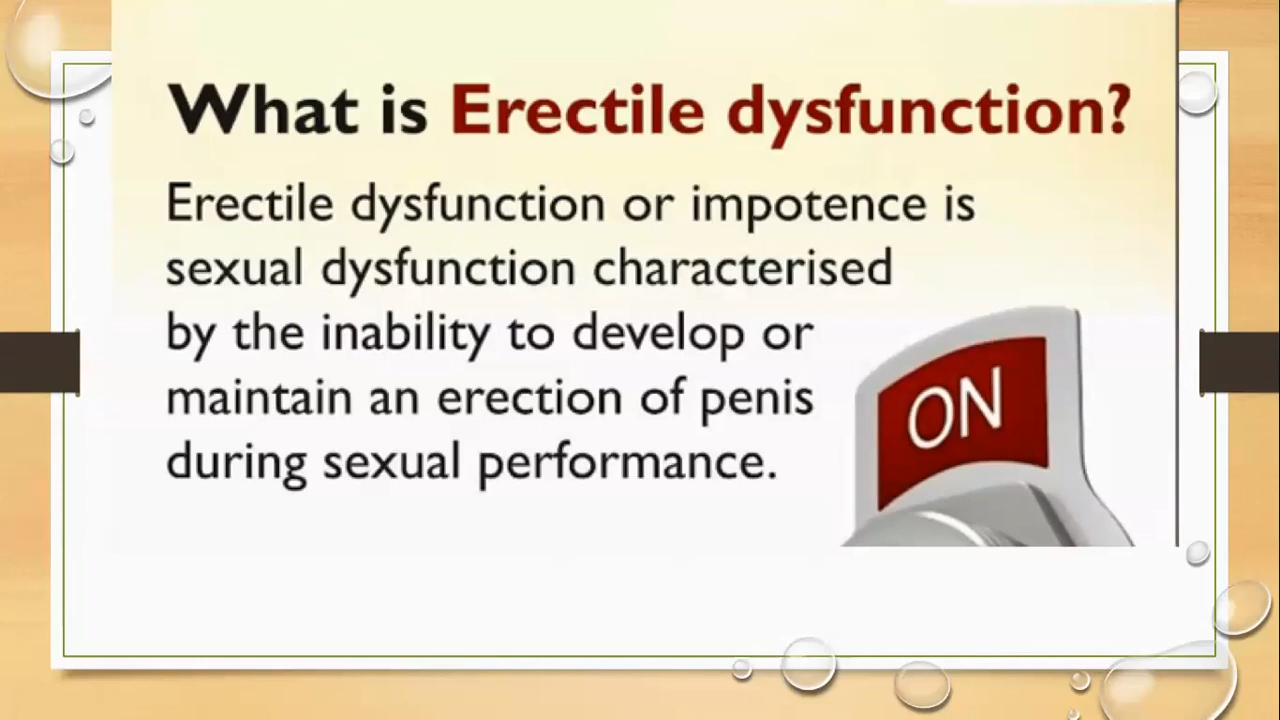 What is Erectile dysfunction?
Erectile dysfunction or impotence is
sexual dysfunction characterised
by the inability to develop or
maintain an erection of penis
during sexual performance.
ON